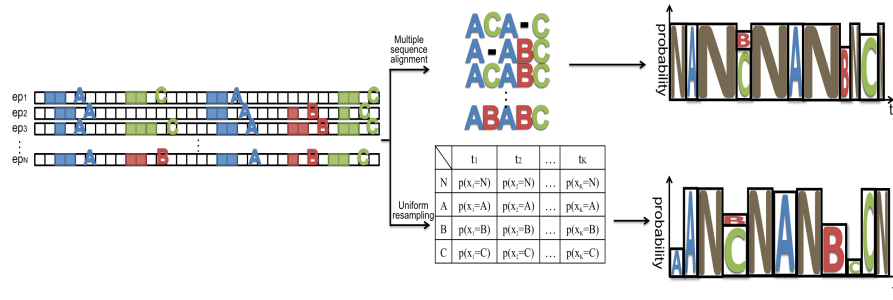 ep1 A C A C
ep2 A A B C
ep3 A C A B C
⋮ ⋮
epN A B A C
Multiple
sequence
alignment
ACA-C
A-ABC
ACABC
⋮
ABABC
Uniform
resampling
t1 t2 … tK
N p(x1=N) p(x2=N) … p(xK=N)
A p(x1=A) p(x2=A) … p(xK=A)
B p(x1=B) p(x2=B) … p(xK=B)
C p(x1=C) p(x2=C) … p(xK=C)
probability
N A N B C N A N B N C
t
probability
A A N B C N A N B C C N